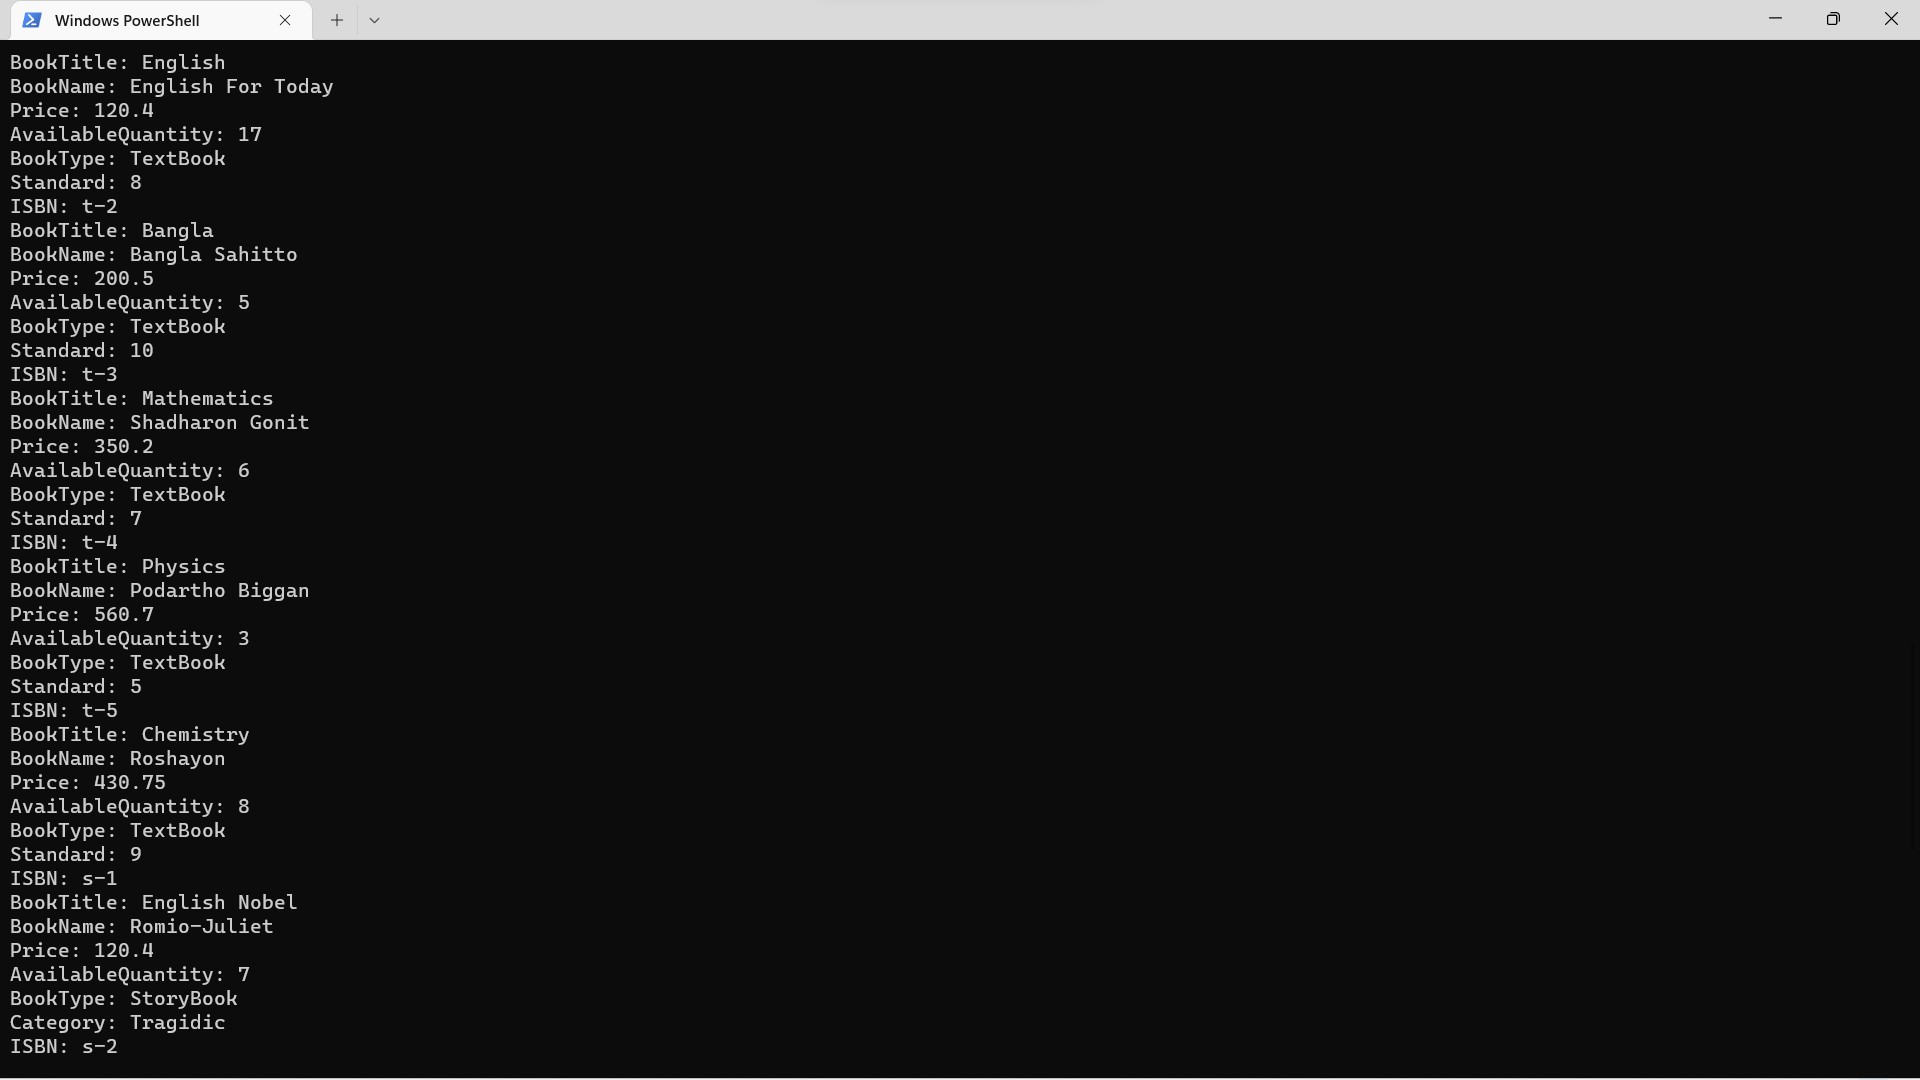 Windows PowerShell
BookTitle: English
BookName: English For Today
Price: 120.4
AvailableQuantity: 17
BookType: TextBook
Standard: 8
ISBN: t-2
BookTitle: Bangla
BookName: Bangla Sahitto
Price: 200.5
AvailableQuantity: 5
BookType: TextBook
Standard: 10
ISBN: t-3
BookTitle: Mathematics
BookName: Shadharon Gonit
Price: 350.2
AvailableQuantity: 6
BookType: TextBook
Standard: 7
ISBN: t-4
BookTitle: Physics
BookName: Podartho Biggan
Price: 560.7
AvailableQuantity: 3
BookType: TextBook
Standard: 5
ISBN: t-5
BookTitle: Chemistry
BookName: Roshayon
Price: 430.75
AvailableQuantity: 8
BookType: TextBook
Standard: 9
ISBN: s-1
BookTitle: English Nobel
BookName: Romio-Juliet
Price: 120.4
AvailableQuantity: 7
BookType: StoryBook
Category: Tragidic
ISBN: s-2